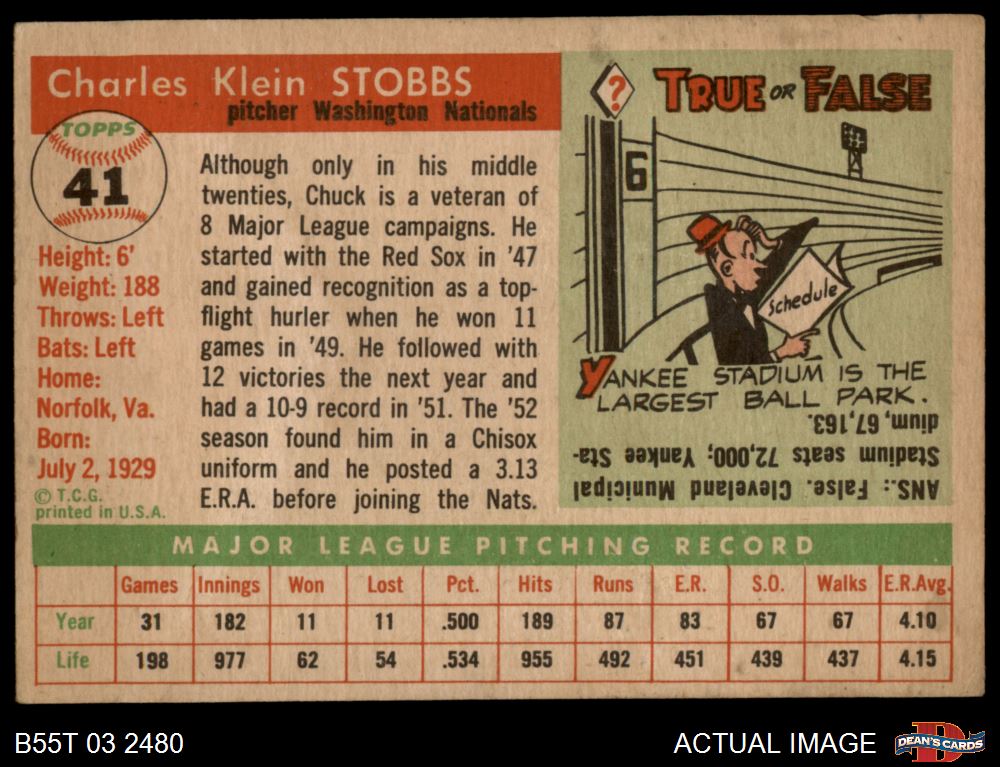 Charles Klein STOBBS
pitcher Washington Nationals
TOPPS
41
Height: 6'
Weight: 188
Throws: Left
Bats: Left
Home:
Norfolk, Va.
Born:
July 2, 1929
© T.C.G.
printed in U.S.A.
Although only in his middle
twenties, Chuck is a veteran of
8 Major League campaigns. He
started with the Red Sox in '47
and gained recognition as a top-
flight hurler when he won 11
games in '49. He followed with
12 victories the next year and
had a 10-9 record in '51. The '52
season found him in a Chisox
uniform and he posted a 3.13
E.R.A. before joining the Nats.
? TRUE OR FALSE
6
Schedule
YANKEE STADIUM IS THE
LARGEST BALL PARK.
ANS.: False. Cleveland Municipal
Stadium seats 72,000; Yankee Sta-
dium, 67,163.
MAJOR LEAGUE PITCHING RECORD
Games Innings Won Lost Pct. Hits Runs E.R. S.O. Walks E.R.Avg.
Year 31 182 11 11 .500 189 87 83 67 67 4.10
Life 198 977 62 54 .534 955 492 451 439 437 4.15
B55T 03 2480
ACTUAL IMAGE
D
DEAN'S CARDS